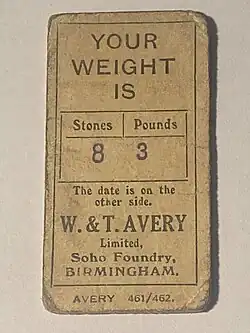 YOUR
WEIGHT
IS
Stones Pounds
8 3
The date is on the
other side.
W. & T. AVERY
Limited,
Soho Foundry,
BIRMINGHAM.
AVERY 461/462.